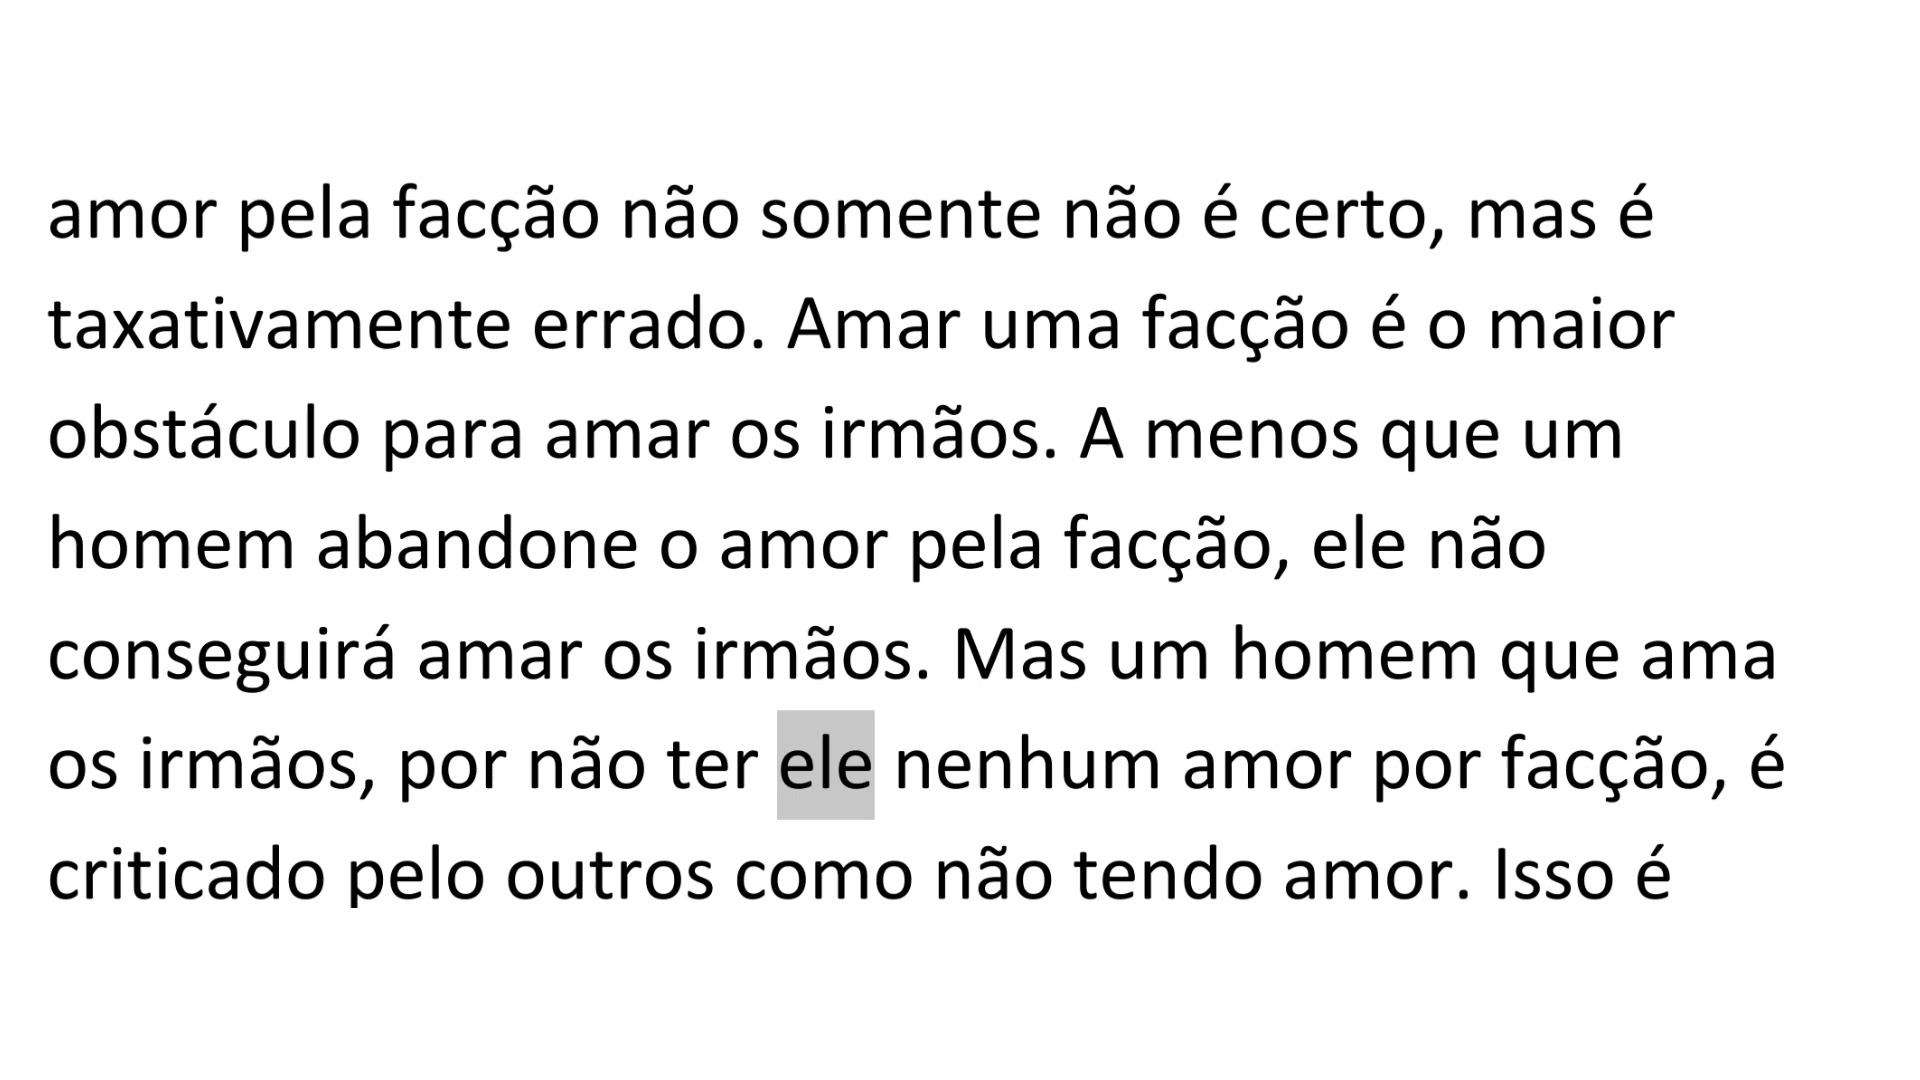 amor pela facção não somente não é certo, mas é
taxativamente errado. Amar uma facção é o maior
obstáculo para amar os irmãos. A menos que um
homem abandone o amor pela facção, ele não
conseguirá amar os irmãos. Mas um homem que ama
os irmãos, por não ter ele nenhum amor por facção, é
criticado pelo outros como não tendo amor. Isso é